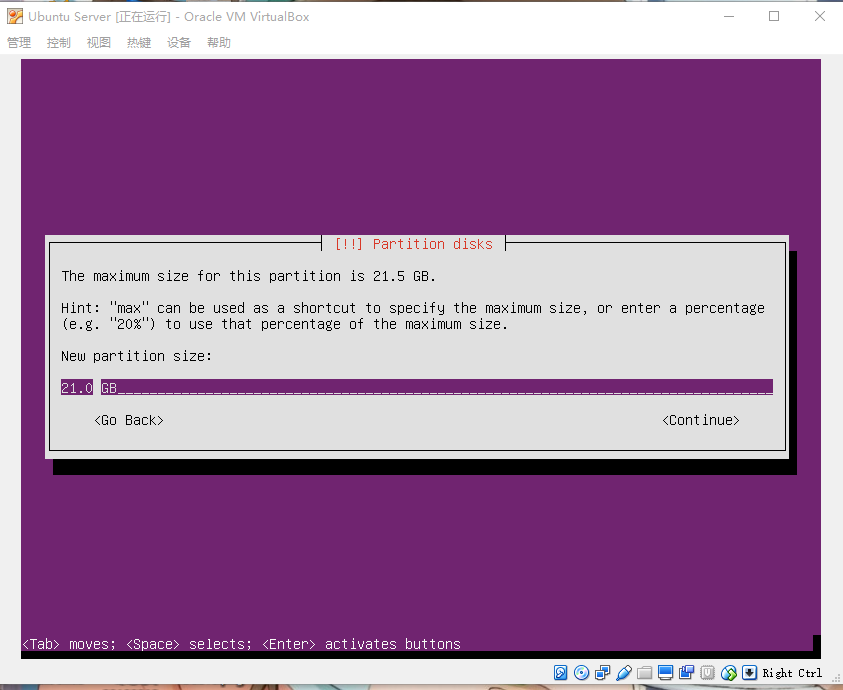 Ubuntu Server [正在运行] - Oracle VM VirtualBox
管理 控制 视图 热键 设备 帮助
[!!] Partition disks
The maximum size for this partition is 21.5 GB.
Hint: "max" can be used as a shortcut to specify the maximum size, or enter a percentage
(e.g. "20%") to use that percentage of the maximum size.
New partition size:
21.0 GB
<Go Back> <Continue>
<Tab> moves; <Space> selects; <Enter> activates buttons
Right Ctrl